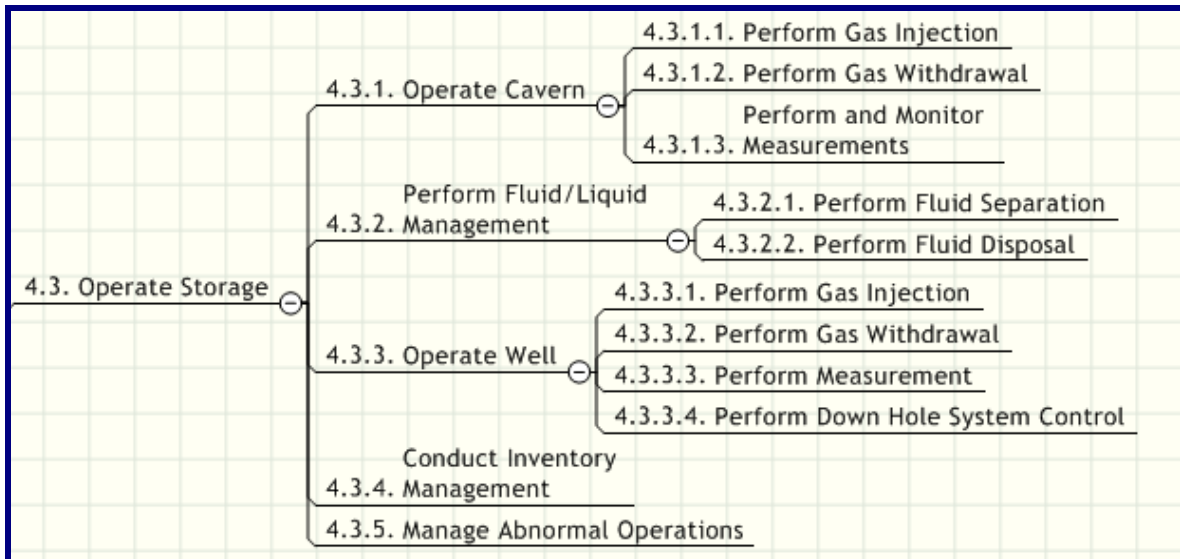 4.3. Operate Storage
4.3.1. Operate Cavern
4.3.1.1. Perform Gas Injection
4.3.1.2. Perform Gas Withdrawal
Perform and Monitor
4.3.1.3. Measurements
Perform Fluid/Liquid
4.3.2. Management
4.3.2.1. Perform Fluid Separation
4.3.2.2. Perform Fluid Disposal
4.3.3. Operate Well
4.3.3.1. Perform Gas Injection
4.3.3.2. Perform Gas Withdrawal
4.3.3.3. Perform Measurement
4.3.3.4. Perform Down Hole System Control
Conduct Inventory
4.3.4. Management
4.3.5. Manage Abnormal Operations